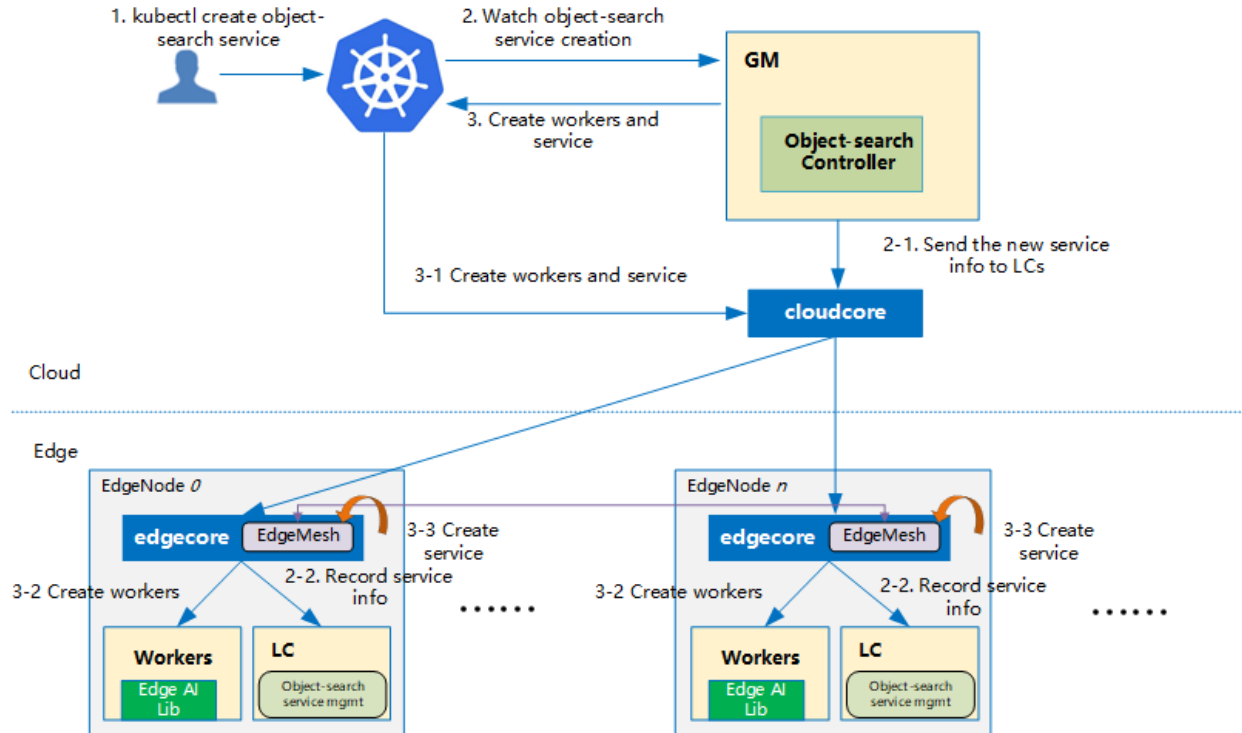 1. kubectl create object-
search service
2. Watch object-search
service creation
GM
3. Create workers and
service
Object-search
Controller
2-1. Send the new service
info to LCs
3-1 Create workers and service
cloudcore
Cloud
Edge
EdgeNode 0
edgecore
EdgeMesh
3-3 Create
service
3-2 Create workers
2-2. Record service
info
......
Workers
Edge AI
Lib
LC
Object-search
service mgmt
EdgeNode n
edgecore
EdgeMesh
3-3 Create
service
3-2 Create workers
2-2. Record service
info
......
Workers
Edge AI
Lib
LC
Object-search
service mgmt